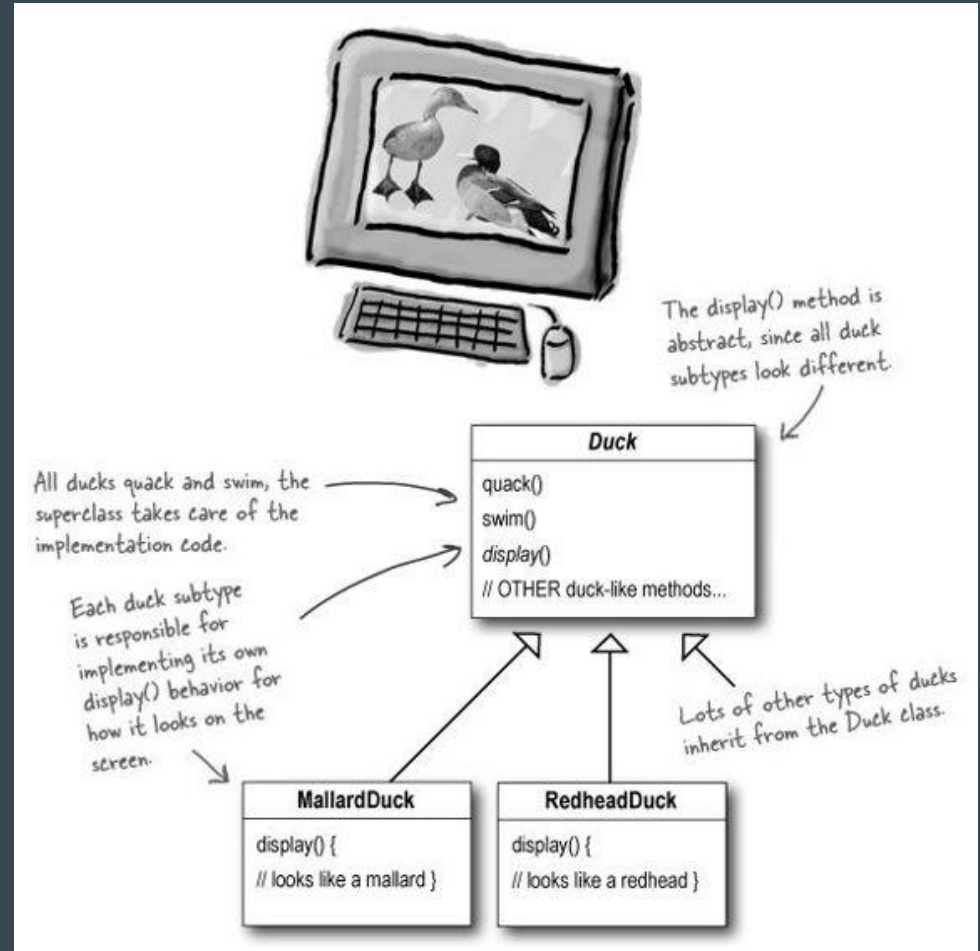 The display() method is
abstract, since all duck
subtypes look different.
Duck
quack()
swim()
display()
// OTHER duck-like methods...
All ducks quack and swim, the
superclass takes care of the
implementation code.
Each duck subtype
is responsible for
implementing its own
display() behavior for
how it looks on the
screen.
Lots of other types of ducks
inherit from the Duck class.
MallardDuck
display() {
// looks like a mallard }
RedheadDuck
display() {
// looks like a redhead }